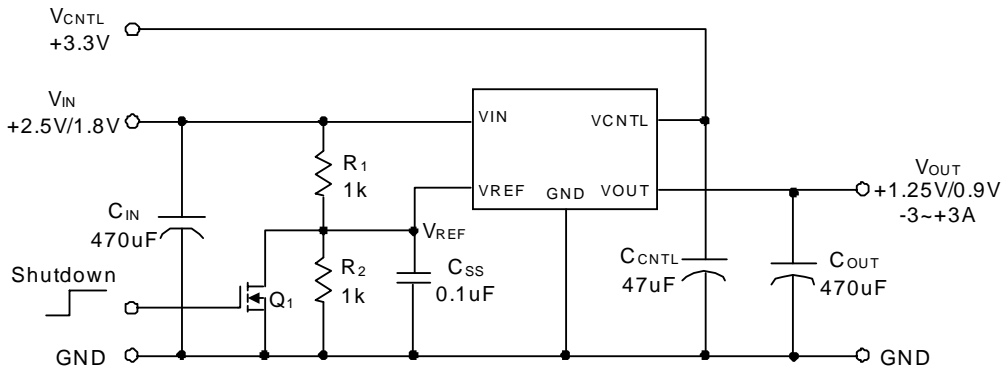 VCNTL
+3.3V
VIN
+2.5V/1.8V
VIN
VCNTL
R1
1k
VREF
GND
VOUT
VOUT
+1.25V/0.9V
-3~+3A
CIN
470uF
VREF
R2
1k
CSS
0.1uF
CCNTL
47uF
COUT
470uF
Shutdown
Q1
GND
GND